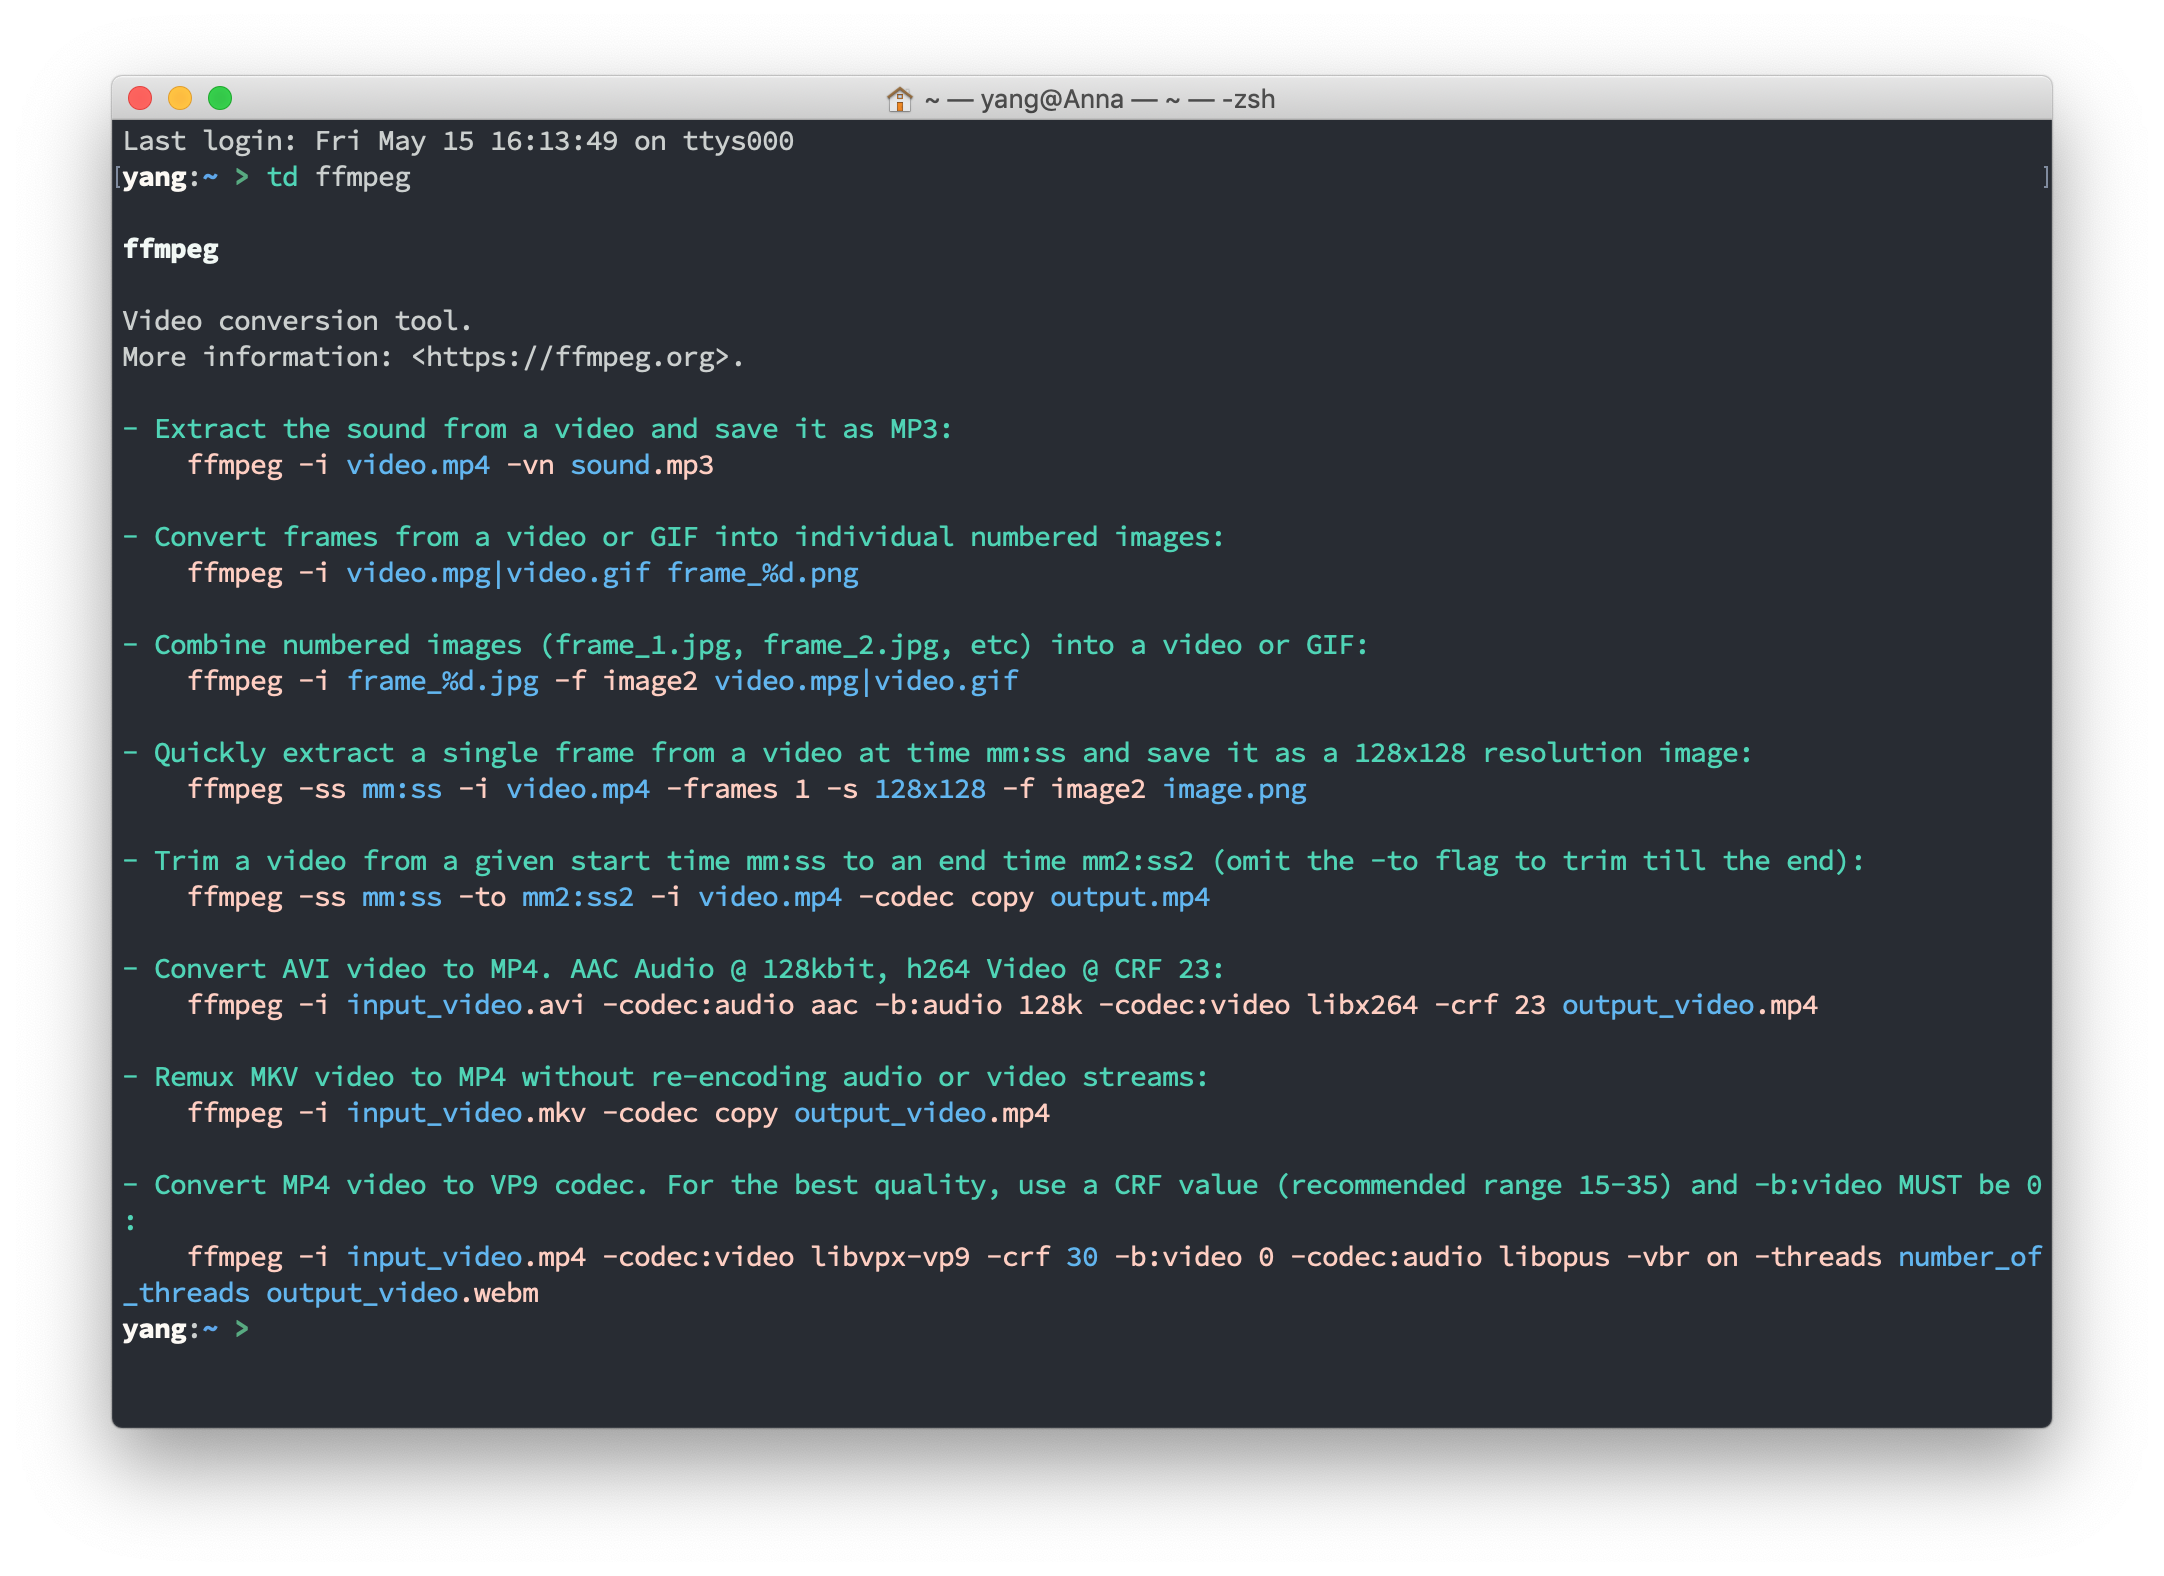 ~ — yang@Anna — ~ — -zsh
Last login: Fri May 15 16:13:49 on ttys000
[yang:~ > td ffmpeg ]
ffmpeg
Video conversion tool.
More information: <https://ffmpeg.org>.
- Extract the sound from a video and save it as MP3:
ffmpeg -i video.mp4 -vn sound.mp3
- Convert frames from a video or GIF into individual numbered images:
ffmpeg -i video.mpg|video.gif frame_%d.png
- Combine numbered images (frame_1.jpg, frame_2.jpg, etc) into a video or GIF:
ffmpeg -i frame_%d.jpg -f image2 video.mpg|video.gif
- Quickly extract a single frame from a video at time mm:ss and save it as a 128x128 resolution image:
ffmpeg -ss mm:ss -i video.mp4 -frames 1 -s 128x128 -f image2 image.png
- Trim a video from a given start time mm:ss to an end time mm2:ss2 (omit the -to flag to trim till the end):
ffmpeg -ss mm:ss -to mm2:ss2 -i video.mp4 -codec copy output.mp4
- Convert AVI video to MP4. AAC Audio @ 128kbit, h264 Video @ CRF 23:
ffmpeg -i input_video.avi -codec:audio aac -b:audio 128k -codec:video libx264 -crf 23 output_video.mp4
- Remux MKV video to MP4 without re-encoding audio or video streams:
ffmpeg -i input_video.mkv -codec copy output_video.mp4
- Convert MP4 video to VP9 codec. For the best quality, use a CRF value (recommended range 15-35) and -b:video MUST be 0
:
ffmpeg -i input_video.mp4 -codec:video libvpx-vp9 -crf 30 -b:video 0 -codec:audio libopus -vbr on -threads number_of
_threads output_video.webm
yang:~ >